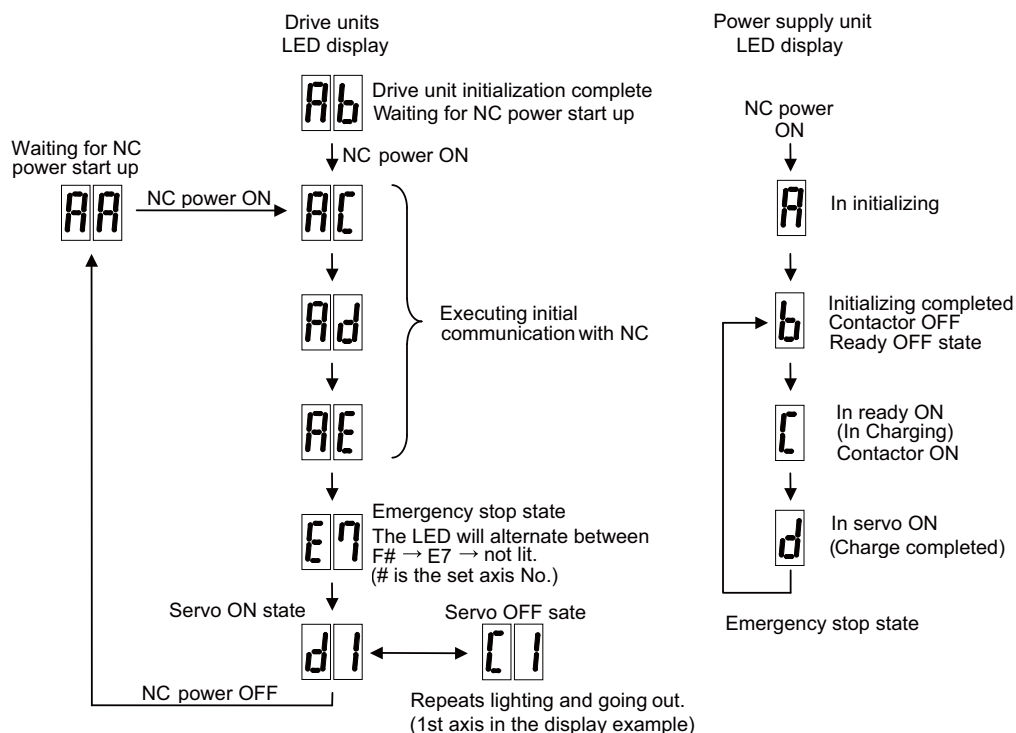 Drive units
LED display
Ab
Drive unit initialization complete
Waiting for NC power start up
NC power ON
Waiting for NC
power start up
AA
NC power ON
AC
Ad
AE
Executing initial
communication with NC
E7
Emergency stop state
The LED will alternate between
F# → E7 → not lit.
(# is the set axis No.)
Servo ON state
d1
Servo OFF sate
C1
NC power OFF
Repeats lighting and going out.
(1st axis in the display example)
Power supply unit
LED display
NC power
ON
A
In initializing
b
Initializing completed
Contactor OFF
Ready OFF state
C
In ready ON
(In Charging)
Contactor ON
d
In servo ON
(Charge completed)
Emergency stop state